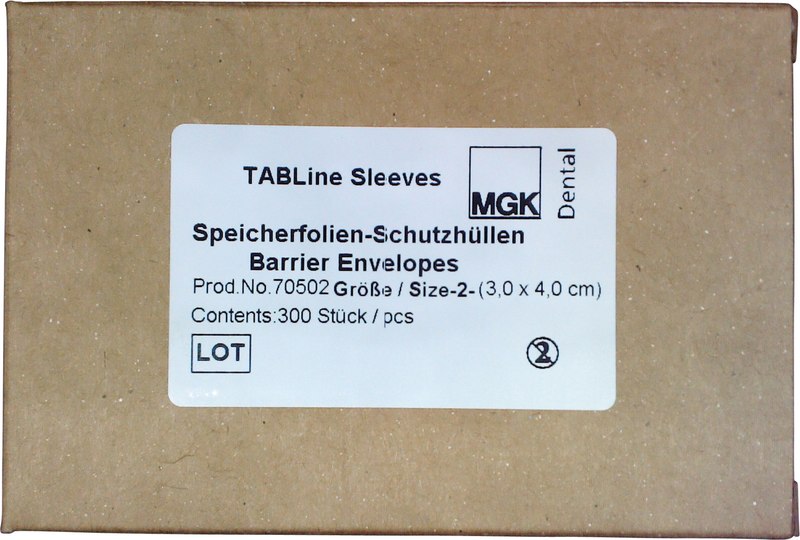 TABLine Sleeves
MGK
Dental
Speicherfolien-Schutzhüllen
Barrier Envelopes
Prod.No.70502 Größe / Size-2-(3,0 x 4,0 cm)
Contents:300 Stück / pcs
LOT
2